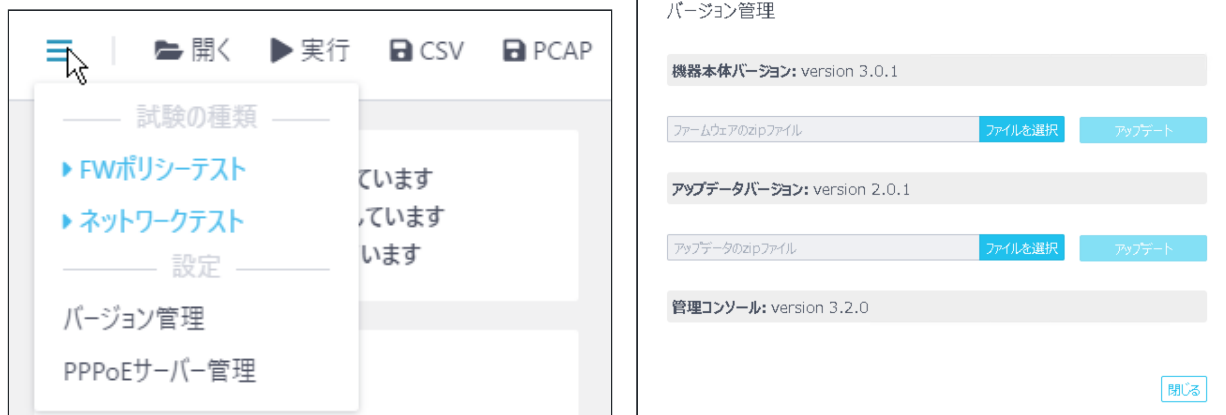 開く 実行 CSV PCAP
試験の種類
FWポリシーテスト
ネットワークテスト
設定
バージョン管理
PPPoEサーバー管理
ています
しています
います
バージョン管理
機器本体バージョン: version 3.0.1
ファームウェアのzipファイル ファイルを選択 アップデート
アップデータバージョン: version 2.0.1
アップデータのzipファイル ファイルを選択 アップデート
管理コンソール: version 3.2.0
閉じる